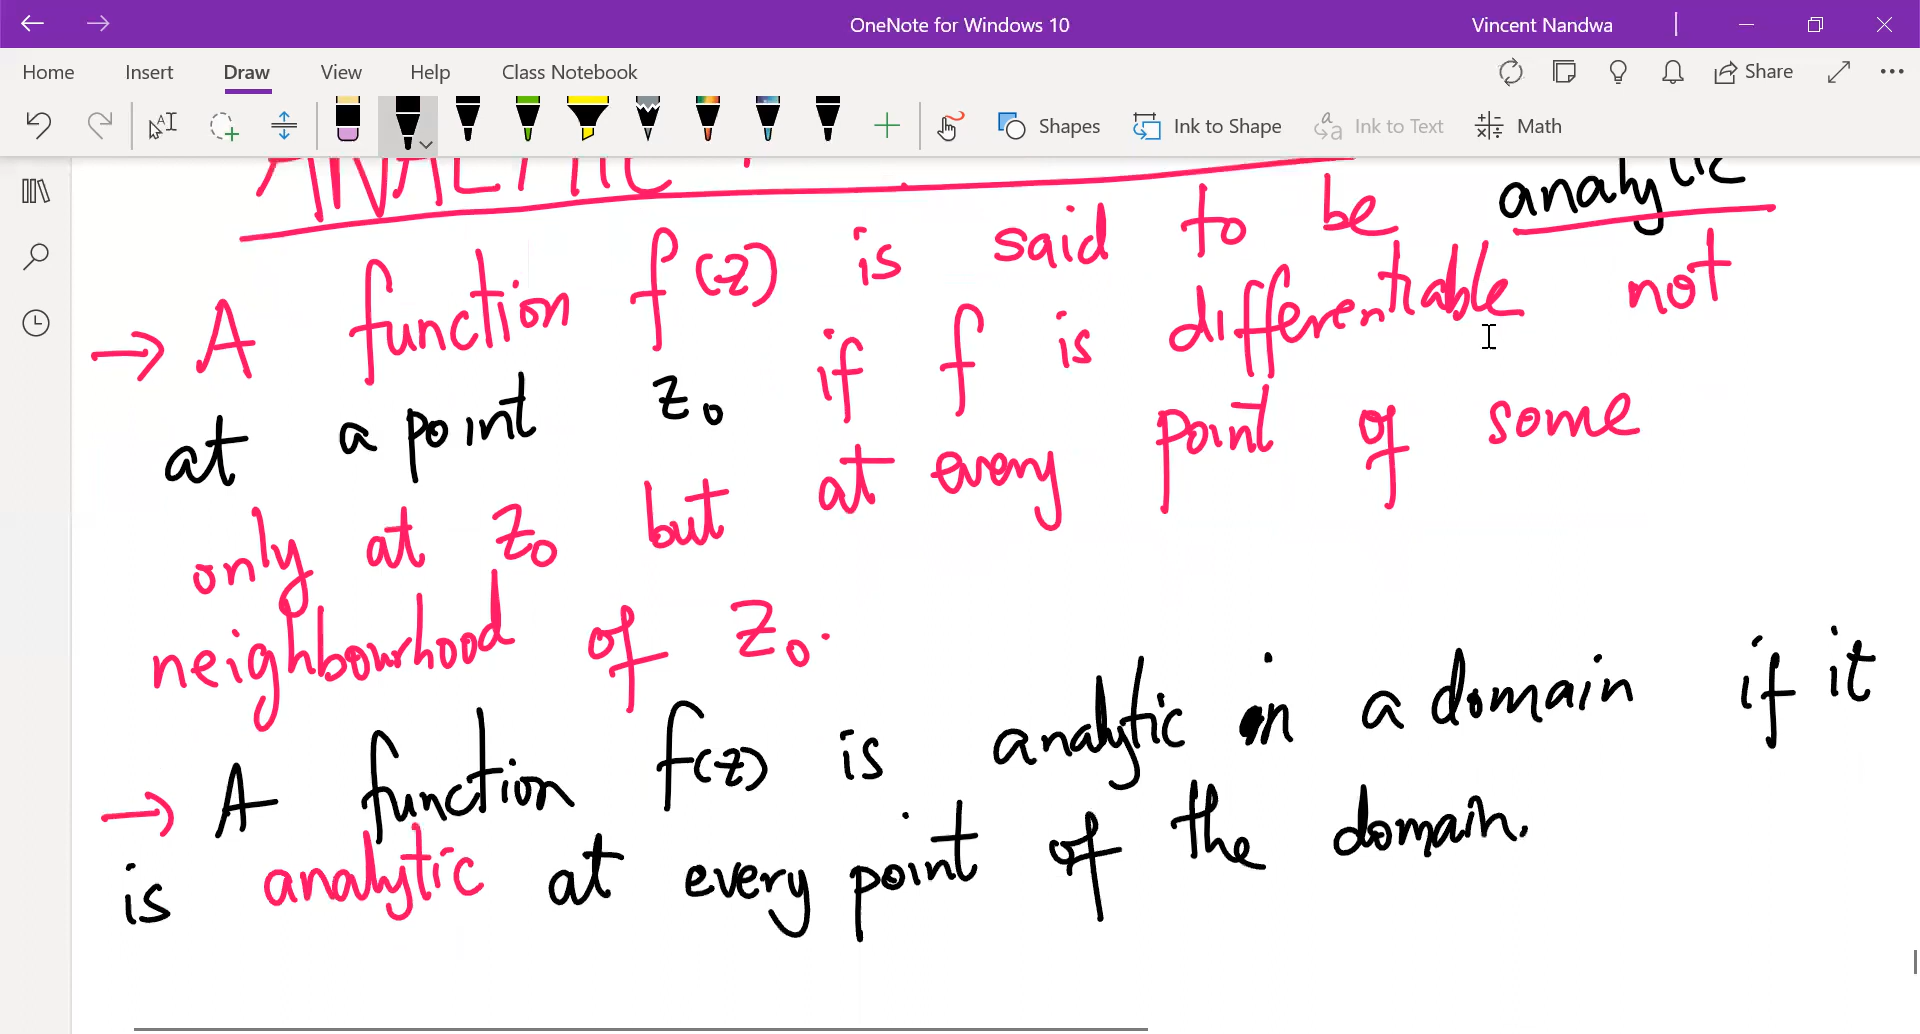 OneNote for Windows 10
Vincent Nandwa
Home Insert Draw View Help Class Notebook Share
Shapes Ink to Shape Ink to Text Math
ANALYTIC
→ A function f(z) is said to be analytic
at a point z₀ if f is differentiable not
only at z₀ but at every point of some
neighbourhood of z₀.
→ A function f(z) is analytic in a domain if it
is analytic at every point of the domain.